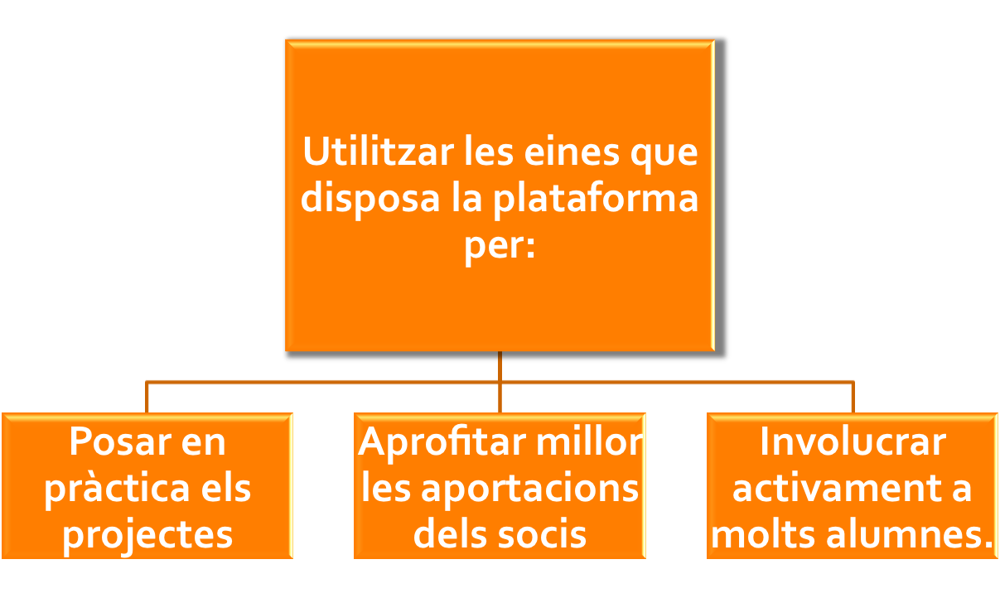 Utilitzar les eines que
disposa la plataforma
per:
Posar en
pràctica els
projectes
Aprofitar millor
les aportacions
dels socis
Involucrar
activament a
molts alumnes.